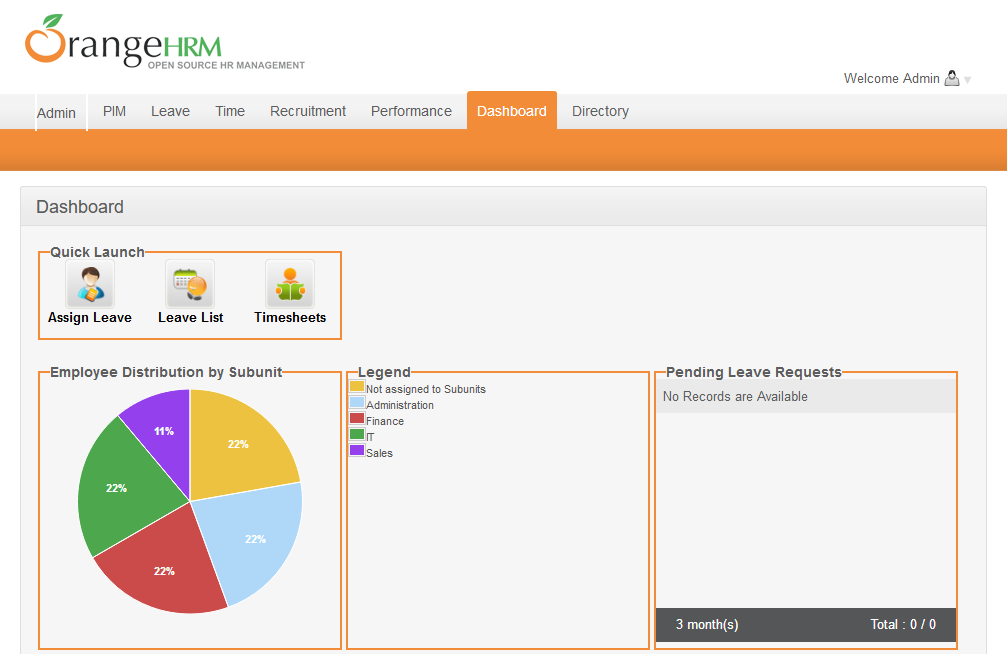 OrangeHRM
OPEN SOURCE HR MANAGEMENT
Welcome Admin
Admin PIM Leave Time Recruitment Performance Dashboard Directory
Dashboard
Quick Launch
Assign Leave Leave List Timesheets
Employee Distribution by Subunit
22%
22%
22%
22%
11%
Legend
Not assigned to Subunits
Administration
Finance
IT
Sales
Pending Leave Requests
No Records are Available
3 month(s) Total : 0 / 0